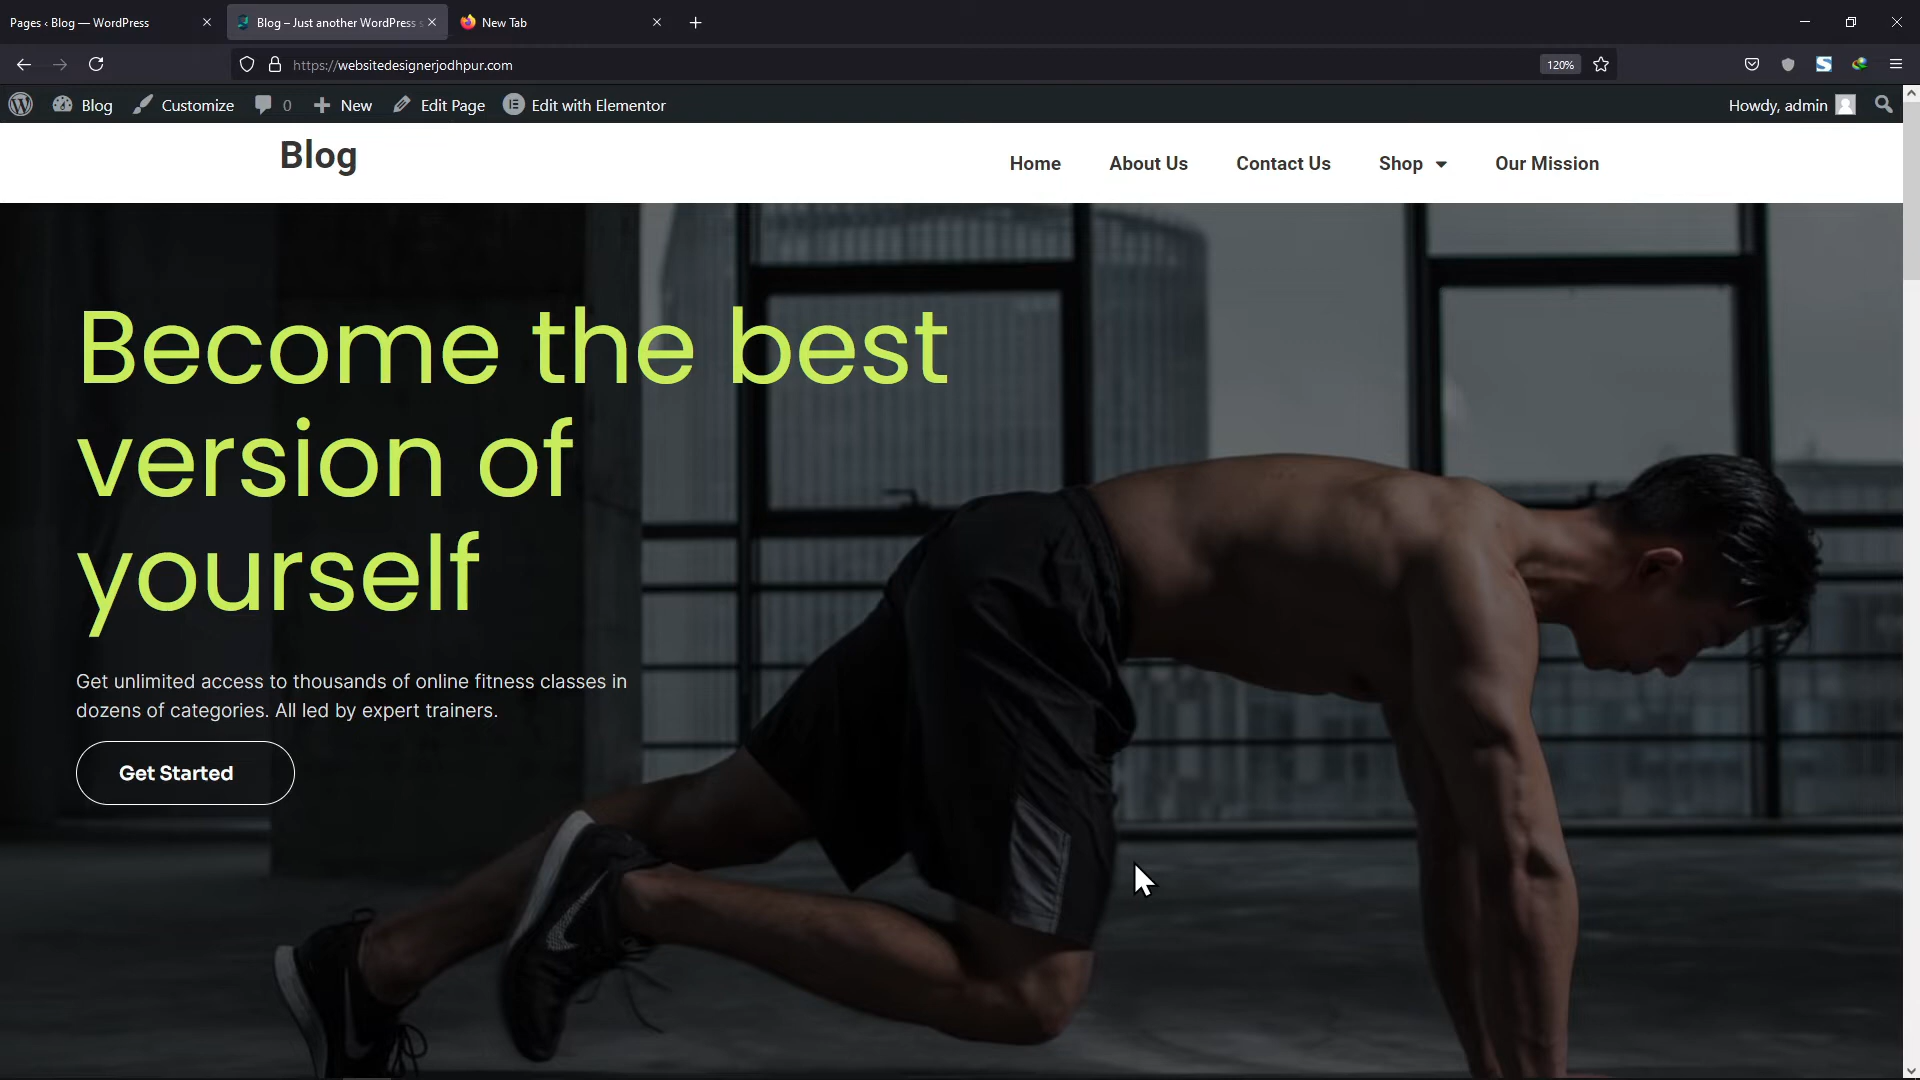 Pages ‹ Blog — WordPress
Blog – Just another WordPress s
New Tab
https://websitedesignerjodhpur.com
120%
Blog
Customize
0
New
Edit Page
Edit with Elementor
Howdy, admin
Blog
Home
About Us
Contact Us
Shop
Our Mission
Become the best
version of
yourself
Get unlimited access to thousands of online fitness classes in
dozens of categories. All led by expert trainers.
Get Started